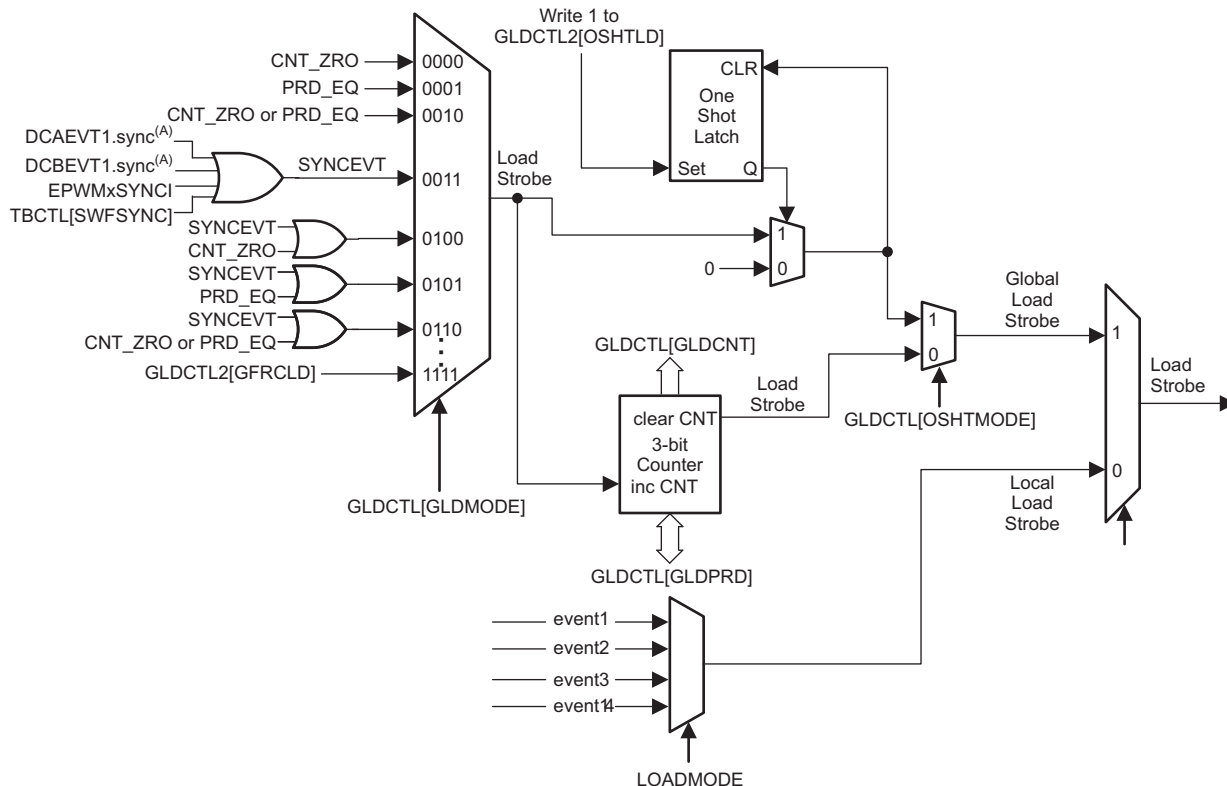 Write 1 to
GLDCTL2[OSHTLD]
CNT_ZRO
0000
PRD_EQ
0001
CNT_ZRO or PRD_EQ
0010
DCAEVT1.sync(A)
DCBEVT1.sync(A)
EPWMxSYNCI
TBCTL[SWFSYNC]
SYNCEVT
0011
SYNCEVT
CNT_ZRO
0100
SYNCEVT
PRD_EQ
0101
SYNCEVT
CNT_ZRO or PRD_EQ
0110
GLDCTL2[GFRCLD]
1111
GLDCTL[GLDMODE]
Load
Strobe
CLR
One
Shot
Latch
Set
Q
1
0
0
GLDCTL[GLDCNT]
clear CNT
3-bit
Counter
inc CNT
GLDCTL[GLDPRD]
Load
Strobe
1
0
GLDCTL[OSHTMODE]
Global
Load
Strobe
1
0
Local
Load
Strobe
Load
Strobe
event1
event2
event3
LOADMODE